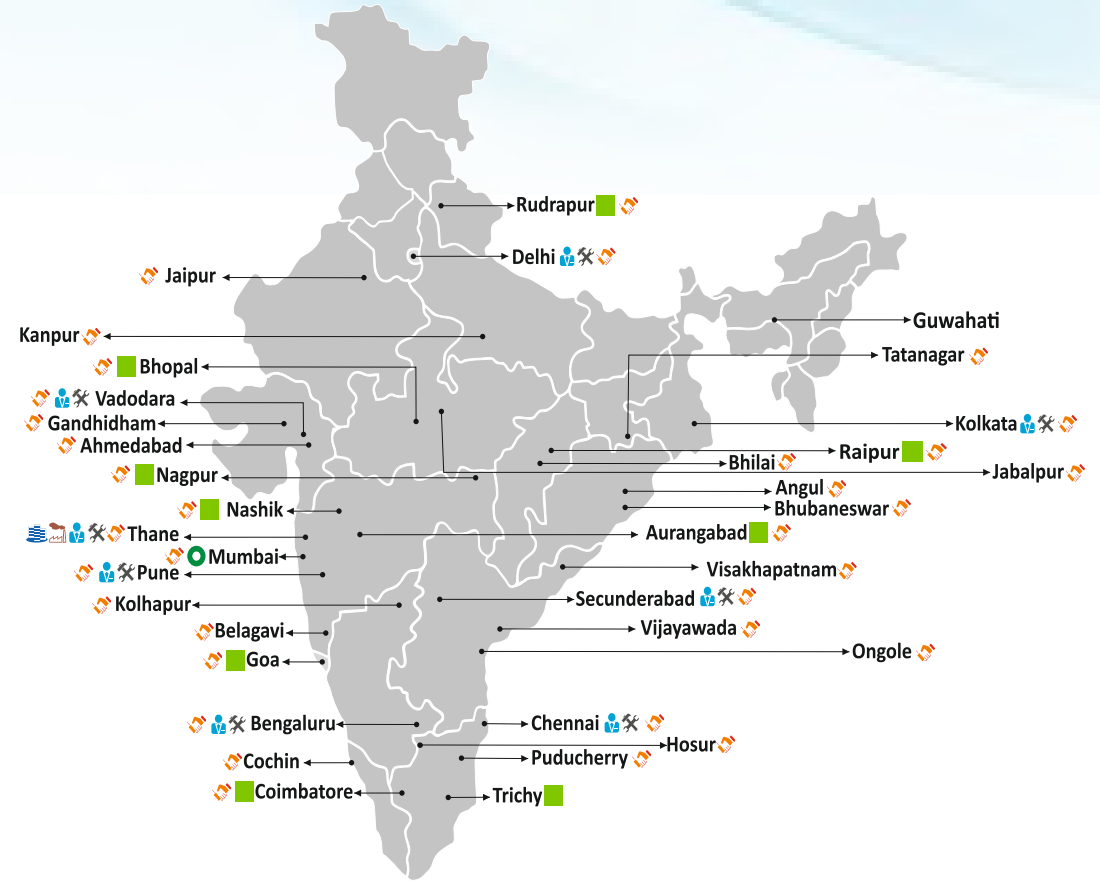 Rudrapur
Delhi
Jaipur
Guwahati
Kanpur
Tatanagar
Bhopal
Vadodara
Gandhidham
Kolkata
Ahmedabad
Raipur
Bhilai
Jabalpur
Nagpur
Angul
Bhubaneswar
Nashik
Thane
Aurangabad
Mumbai
Visakhapatnam
Pune
Secunderabad
Kolhapur
Belagavi
Vijayawada
Ongole
Goa
Bengaluru
Chennai
Hosur
Cochin
Puducherry
Coimbatore
Trichy